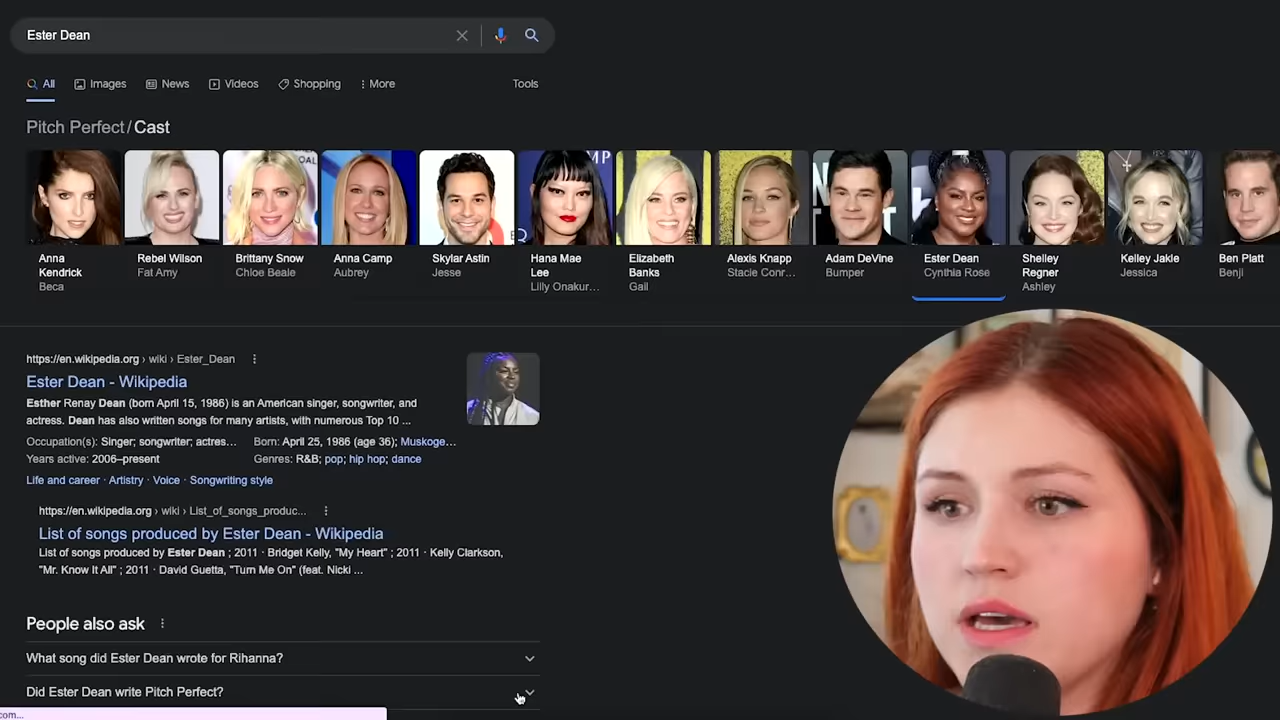 Ester Dean
All
Images
News
Videos
Shopping
More
Tools
Pitch Perfect/Cast
Anna Kendrick
Beca
Rebel Wilson
Fat Amy
Brittany Snow
Chloe Beale
Anna Camp
Aubrey
Skylar Astin
Jesse
Hana Mae Lee
Lilly Onakur...
Elizabeth Banks
Gail
Alexis Knapp
Stacie Conr...
Adam DeVine
Bumper
Ester Dean
Cynthia Rose
Shelley Regner
Ashley
Kelley Jakle
Jessica
Ben Platt
Benji
https://en.wikipedia.org › wiki › Ester_Dean
Ester Dean - Wikipedia
Esther Renay Dean (born April 15, 1986) is an American singer, songwriter, and
actress. Dean has also written songs for many artists, with numerous Top 10 ...
Occupation(s): Singer; songwriter; actres... Born: April 25, 1986 (age 36); Muskoge...
Years active: 2006–present Genres: R&B; pop; hip hop; dance
Life and career · Artistry · Voice · Songwriting style
https://en.wikipedia.org › wiki › List_of_songs_produc...
List of songs produced by Ester Dean - Wikipedia
List of songs produced by Ester Dean ; 2011 · Bridget Kelly, "My Heart" ; 2011 · Kelly Clarkson,
"Mr. Know It All" ; 2011 · David Guetta, "Turn Me On" (feat. Nicki ...
People also ask
What song did Ester Dean wrote for Rihanna?
Did Ester Dean write Pitch Perfect?
com...